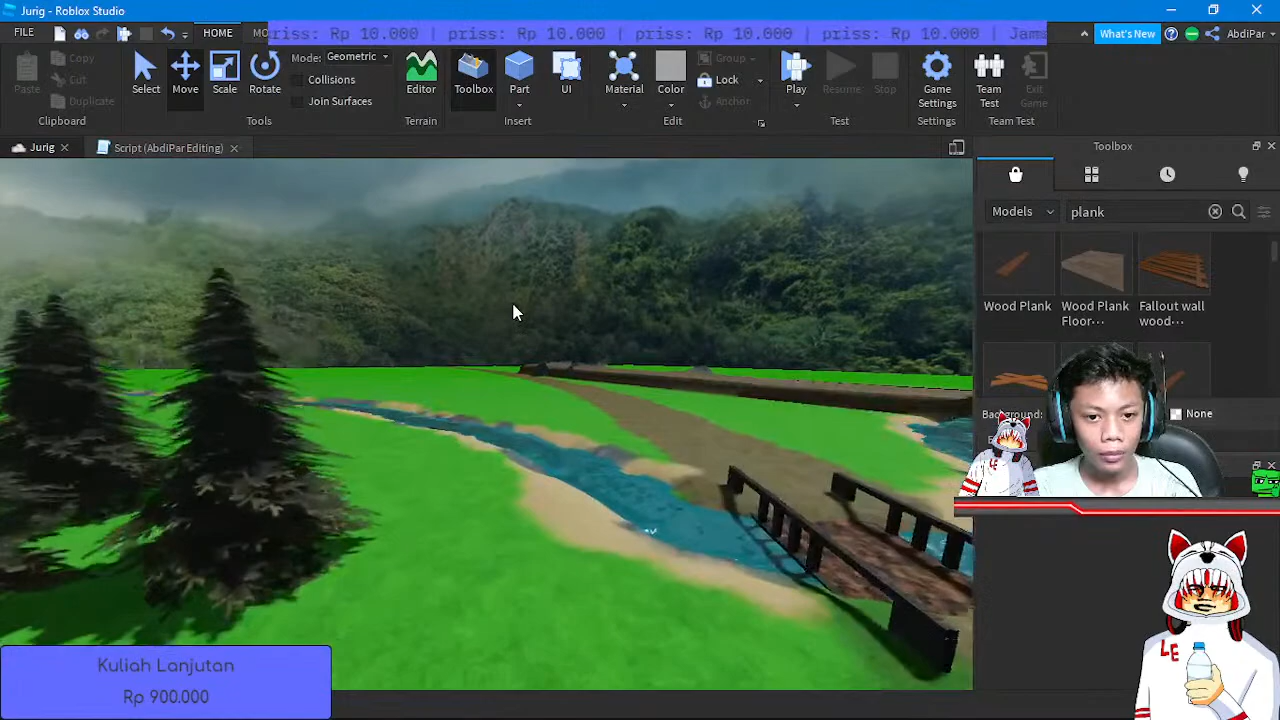 Jurig - Roblox Studio
FILE HOME MO
priss: Rp 10.000 | priss: Rp 10.000 | priss: Rp 10.000 | priss: Rp 10.000 | Jams
What's New AbdiPar
Paste
Copy
Cut
Duplicate
Clipboard
Select
Move
Scale
Rotate
Mode: Geometric
Collisions
Join Surfaces
Tools
Editor
Terrain
Toolbox
Part
UI
Insert
Material
Color
Group
Lock
Anchor
Edit
Play
Resume
Stop
Test
Game
Settings
Settings
Team
Test
Exit
Game
Team Test
Jurig
Script (AbdiPar Editing)
Toolbox
Models
plank
Wood Plank
Wood Plank
Floor...
Fallout wall
wood...
Background:
None
LE
LE
Kuliah Lanjutan
Rp 900.000